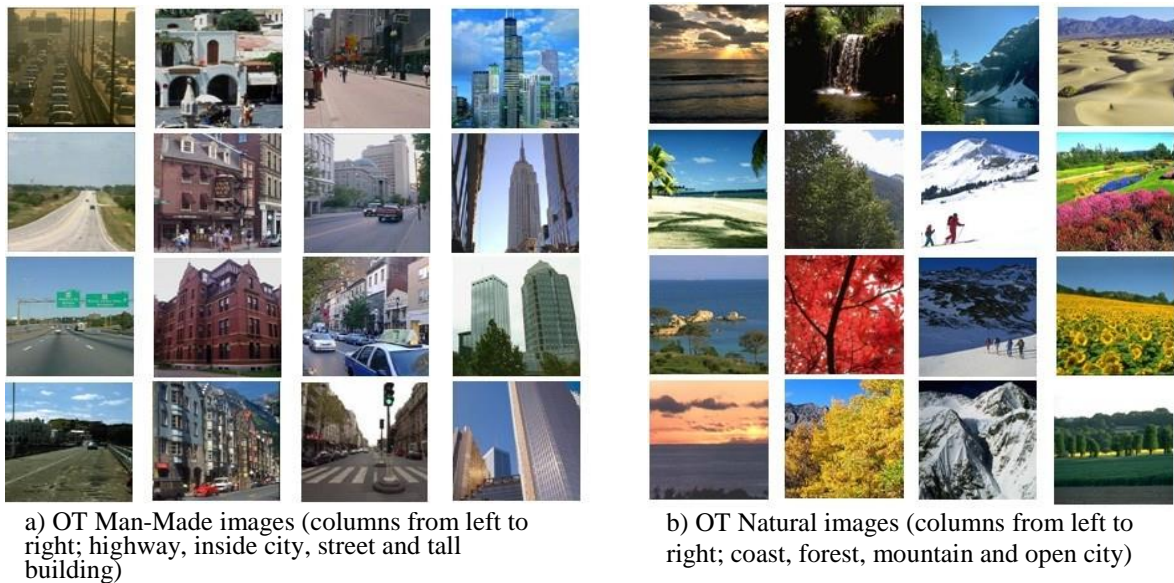 a) OT Man-Made images (columns from left to
right; highway, inside city, street and tall
building)
b) OT Natural images (columns from left to
right; coast, forest, mountain and open city)